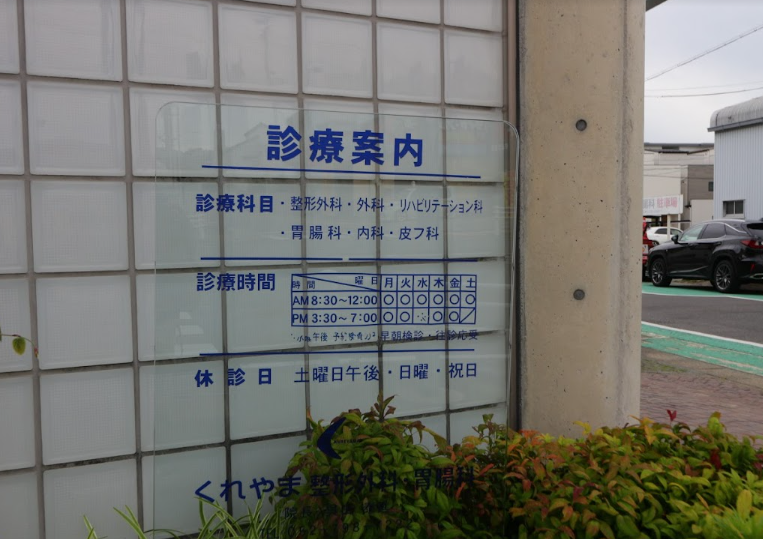 診療案内
診療科目・整形外科・外科・リハビリテーション科
・胃腸科・内科・皮フ科
診療時間
時間 曜日 月 火 水 木 金 土
AM 8:30～12:00 ○ ○ ○ ○ ○ ○
PM 3:30～7:00 ○ ○ ※ ○ ○ ／
午後 早朝検診・往診応需
休診日 土曜日午後・日曜・祝日
くれやま 整形外科・胃腸科